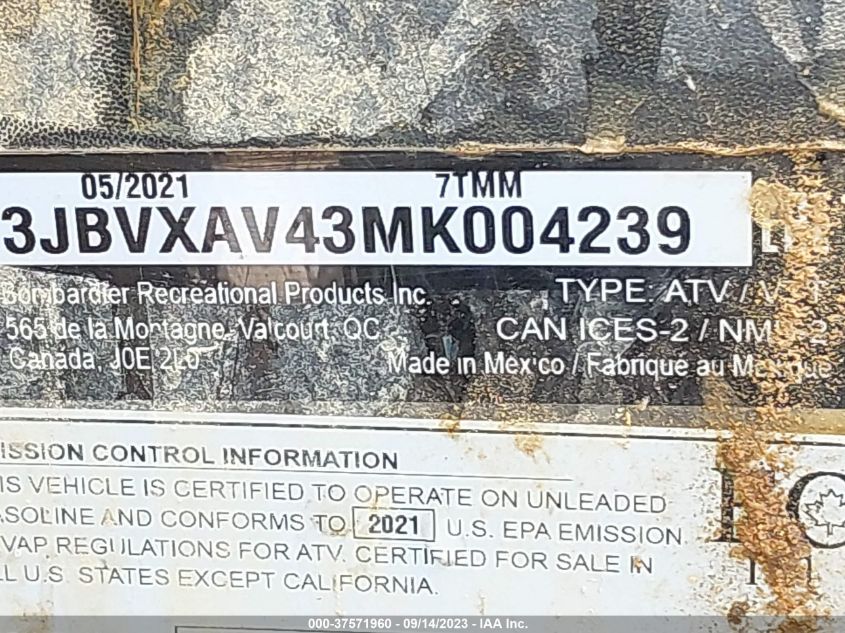 05/2021 7TMM
3JBVXAV43MK004239
Bombardier Recreational Products Inc. TYPE: ATV /
565 de la Montagne, Valcourt, QC, CAN ICES-2 /
Canada, J0E 2L0 Made in Mexico / Fabriqué au
ISSION CONTROL INFORMATION
IS VEHICLE IS CERTIFIED TO OPERATE ON UNLEADED
ASOLINE AND CONFORMS TO 2021 U.S. EPA EMISSION
VAP. REGULATIONS FOR ATV. CERTIFIED FOR SALE IN
LL U.S. STATES EXCEPT CALIFORNIA.
000-37571960 - 09/14/2023 - IAA Inc.